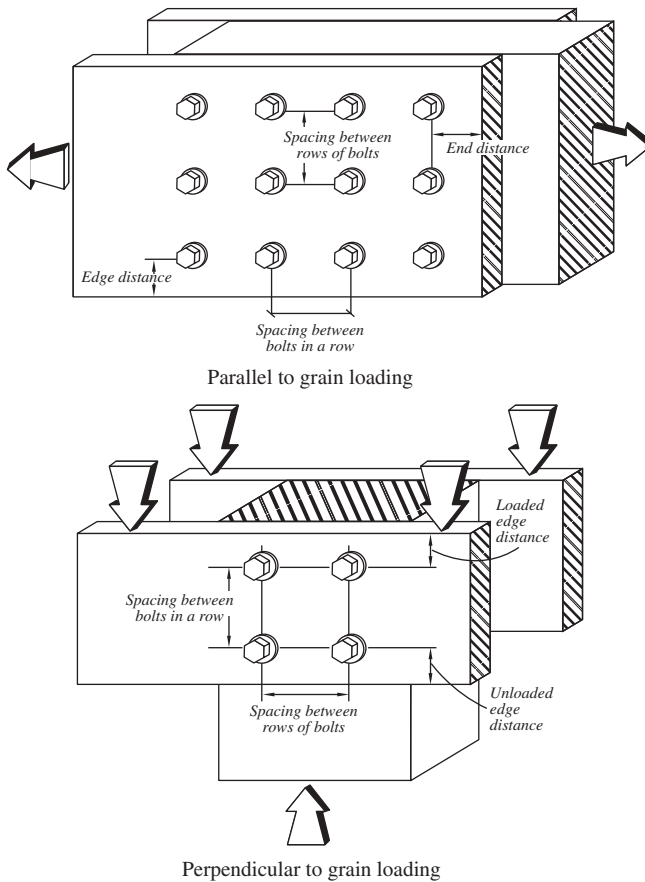 Spacing between
rows of bolts
End distance
Edge distance
Spacing between
bolts in a row
Parallel to grain loading
Loaded
edge
distance
Spacing between
bolts in a row
Spacing between
rows of bolts
Unloaded
edge
distance
Perpendicular to grain loading